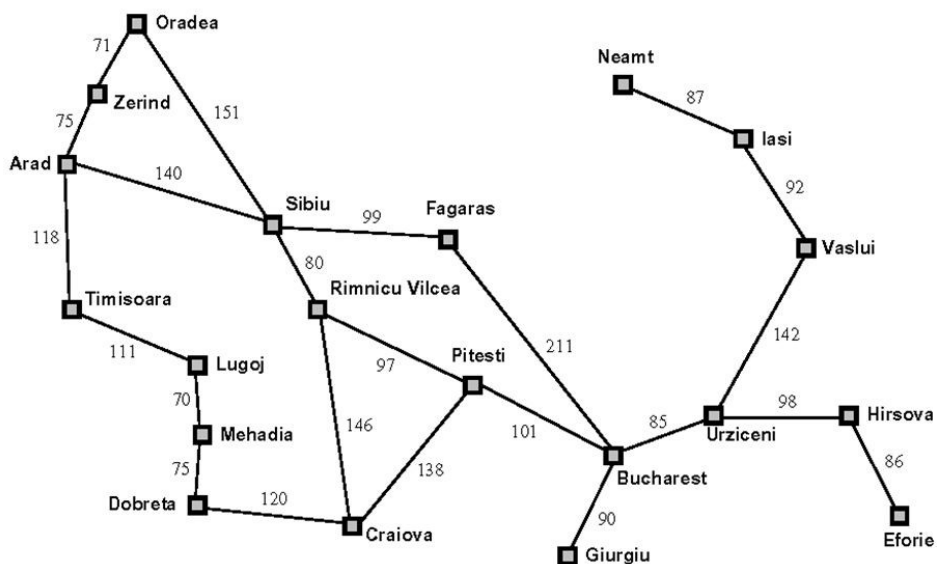 Oradea
71
Neamt
Zerind
87
75
151
Iasi
Arad
140
92
Sibiu
Fagaras
99
118
Vaslui
80
Timisoara
Rimnicu Vilcea
111
142
Lugoj
97
Pitesti
211
70
98
Hirsova
146
101
85
Urziceni
Mehadia
138
86
75
Bucharest
Dobreta
120
90
Craiova
Eforie
Giurgiu